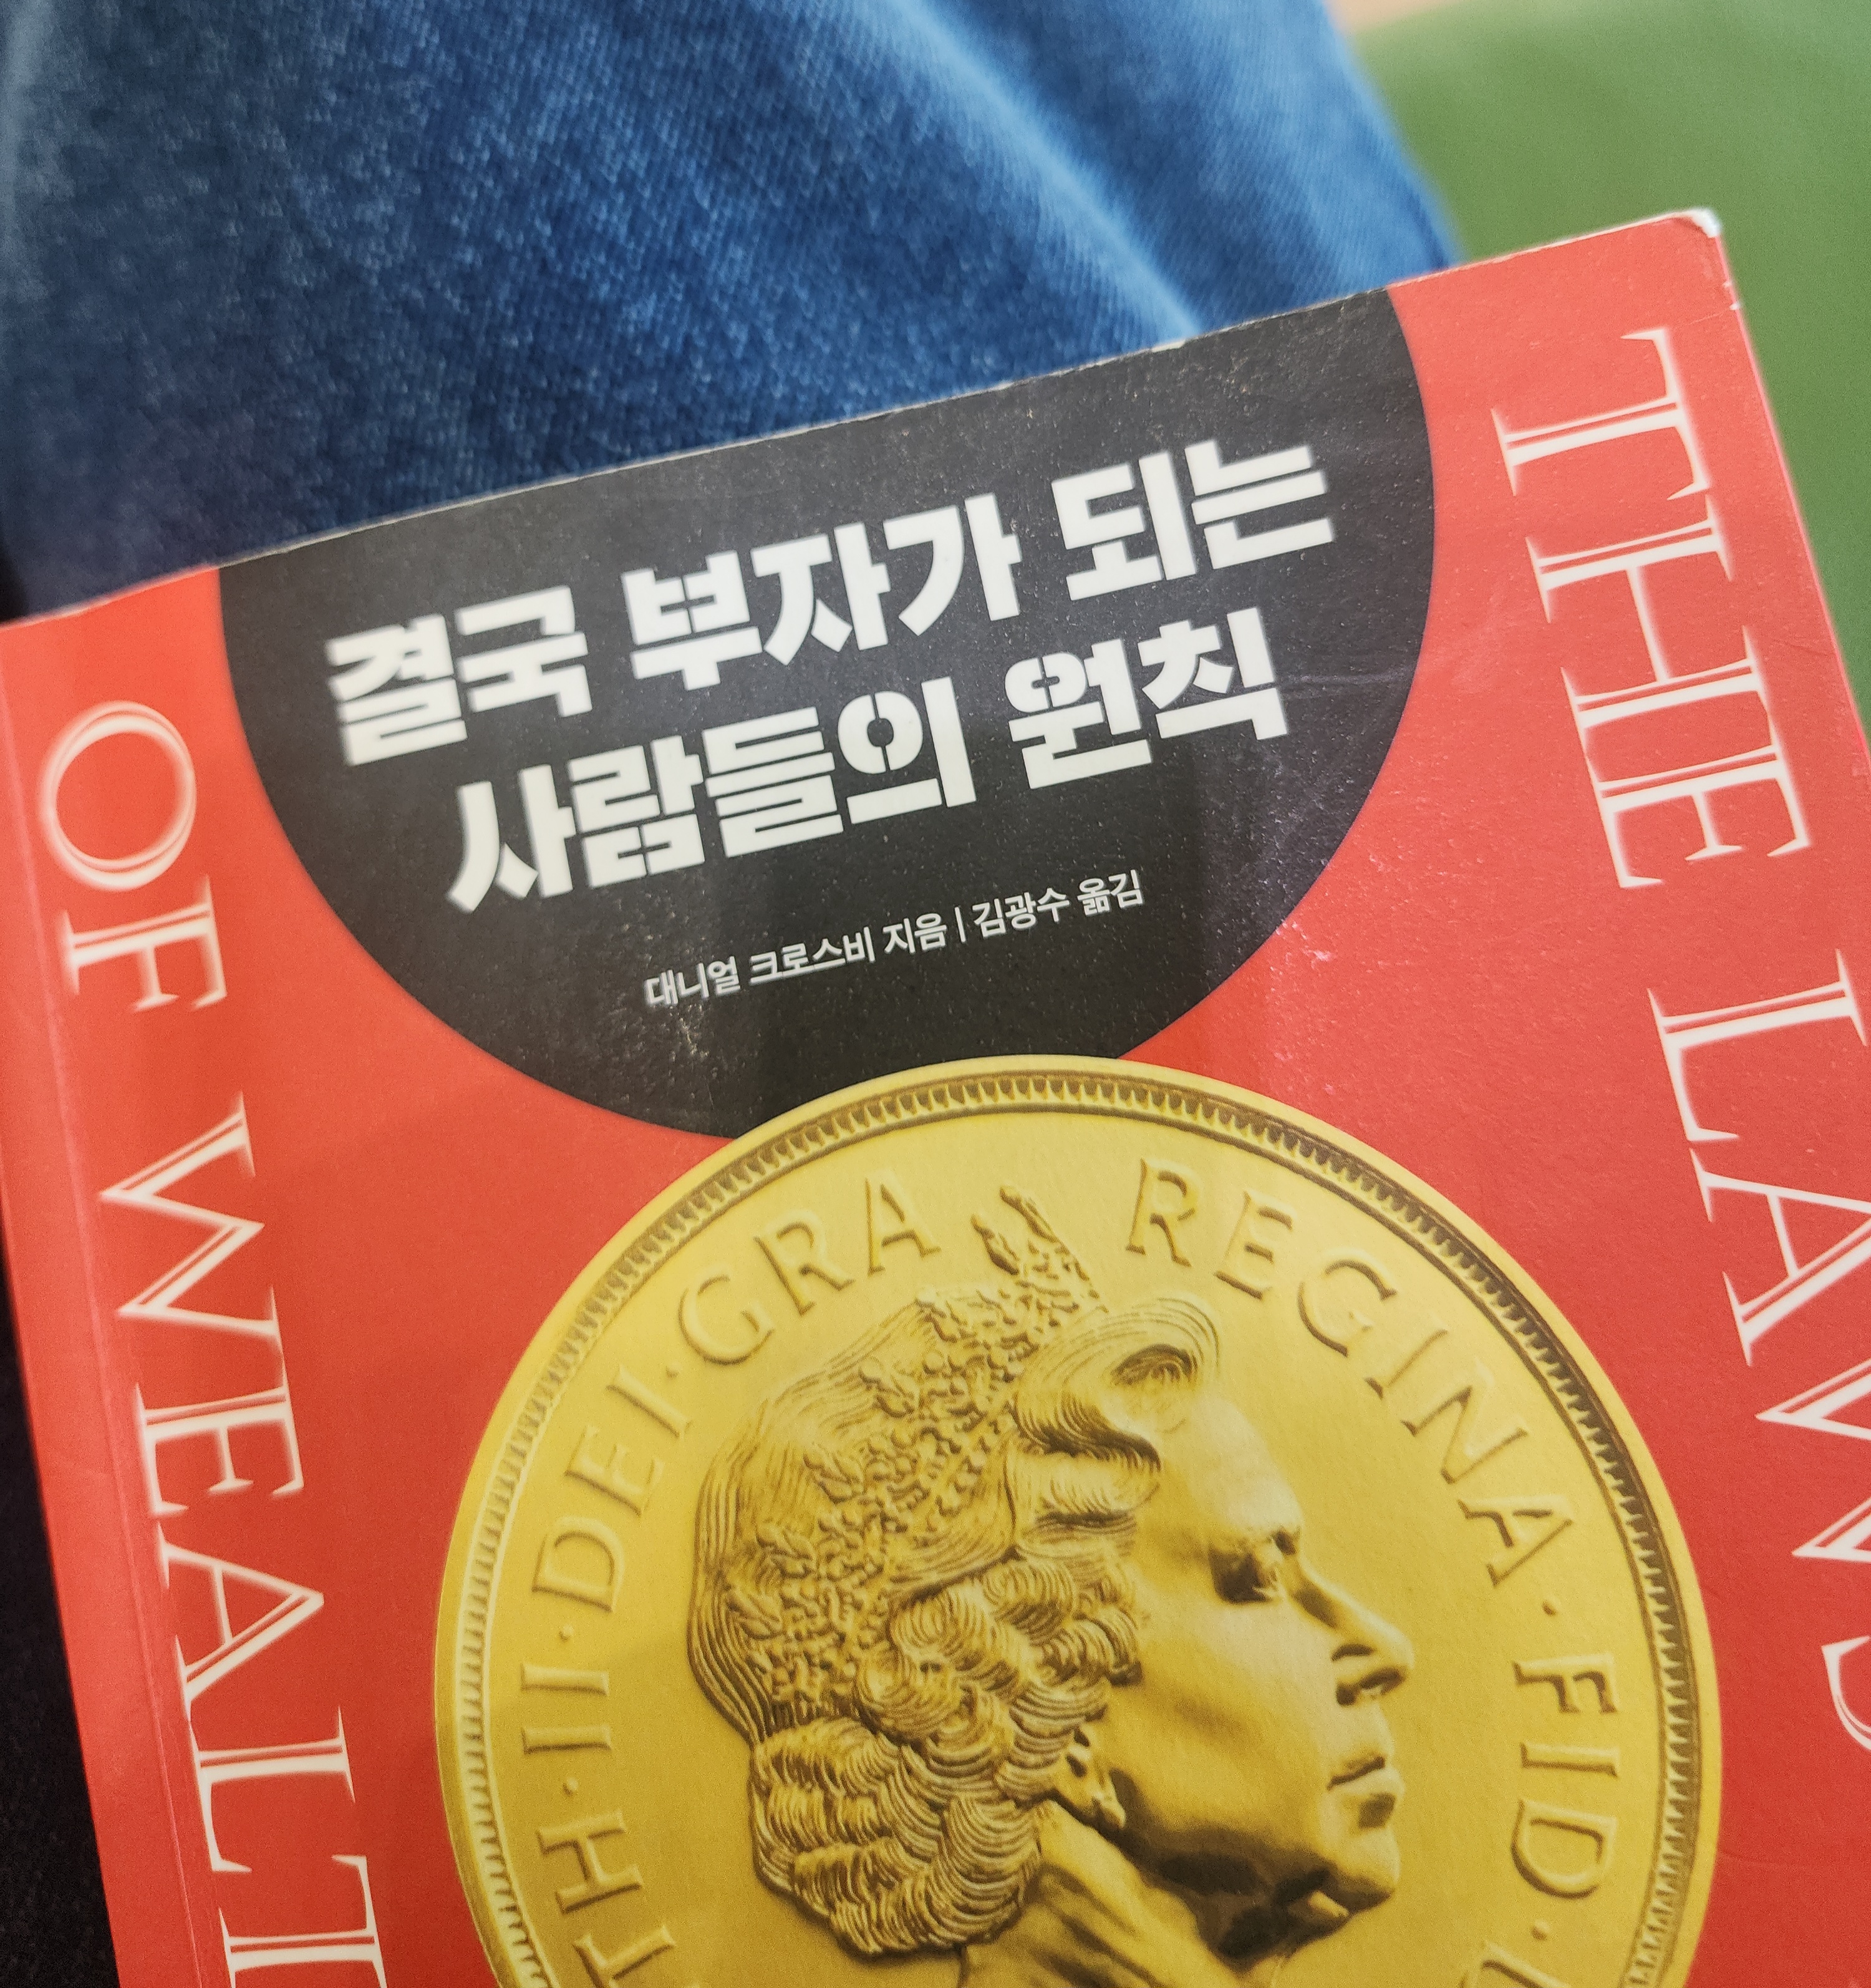 결국 부자가 되는
사람들의 원칙
대니얼 크로스비 지음 | 김광수 옮김
THE LAWS
OF WEALT
TH·II·DEI·GRA REGINA·FID·D